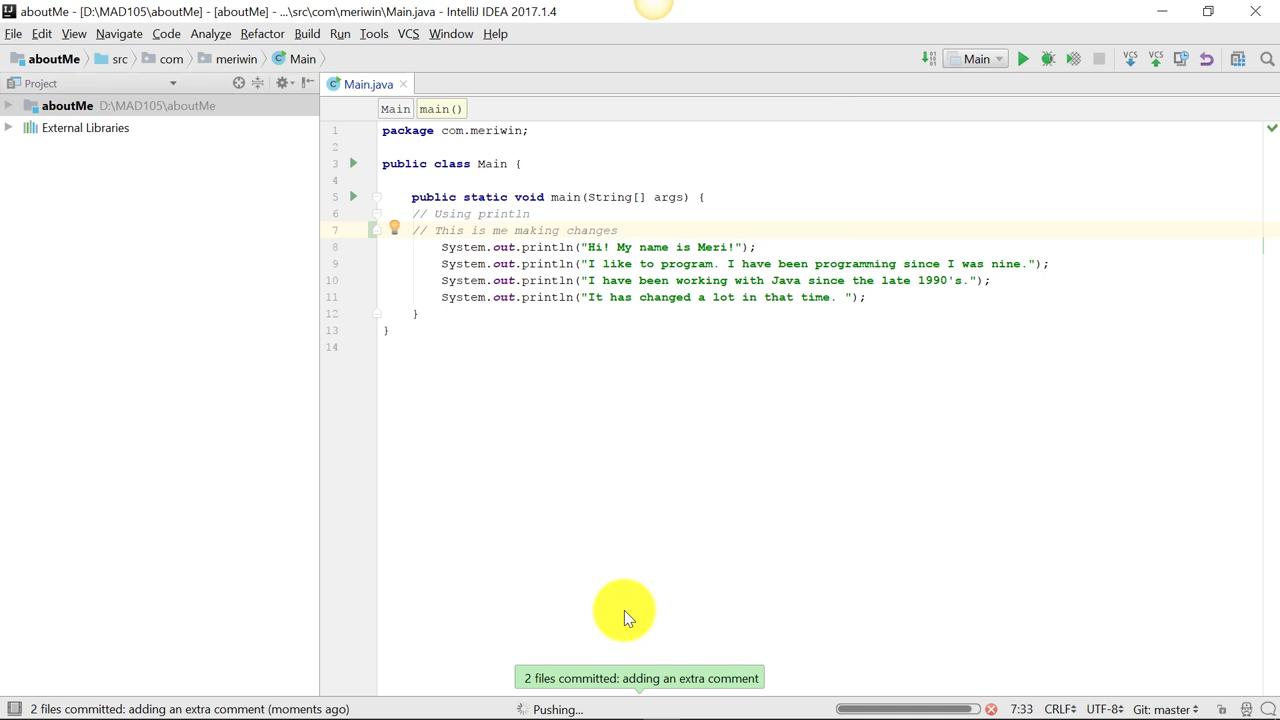 aboutMe - [D:\MAD105\aboutMe] - [aboutMe] - ...\src\com\meriwin\Main.java - IntelliJ IDEA 2017.1.4
File Edit View Navigate Code Analyze Refactor Build Run Tools VCS Window Help
aboutMe src com meriwin Main Main VCS VCS
Project Main.java
aboutMe D:\MAD105\aboutMe
External Libraries
Main main()
1 package com.meriwin;
2
3 public class Main {
4
5 public static void main(String[] args) {
6 // Using println
7 // This is me making changes
8 System.out.println("Hi! My name is Meri!");
9 System.out.println("I like to program. I have been programming since I was nine.");
10 System.out.println("I have been working with Java since the late 1990's.");
11 System.out.println("It has changed a lot in that time. ");
12 }
13 }
14
2 files committed: adding an extra comment
2 files committed: adding an extra comment (moments ago) Pushing... 7:33 CRLF UTF-8 Git: master